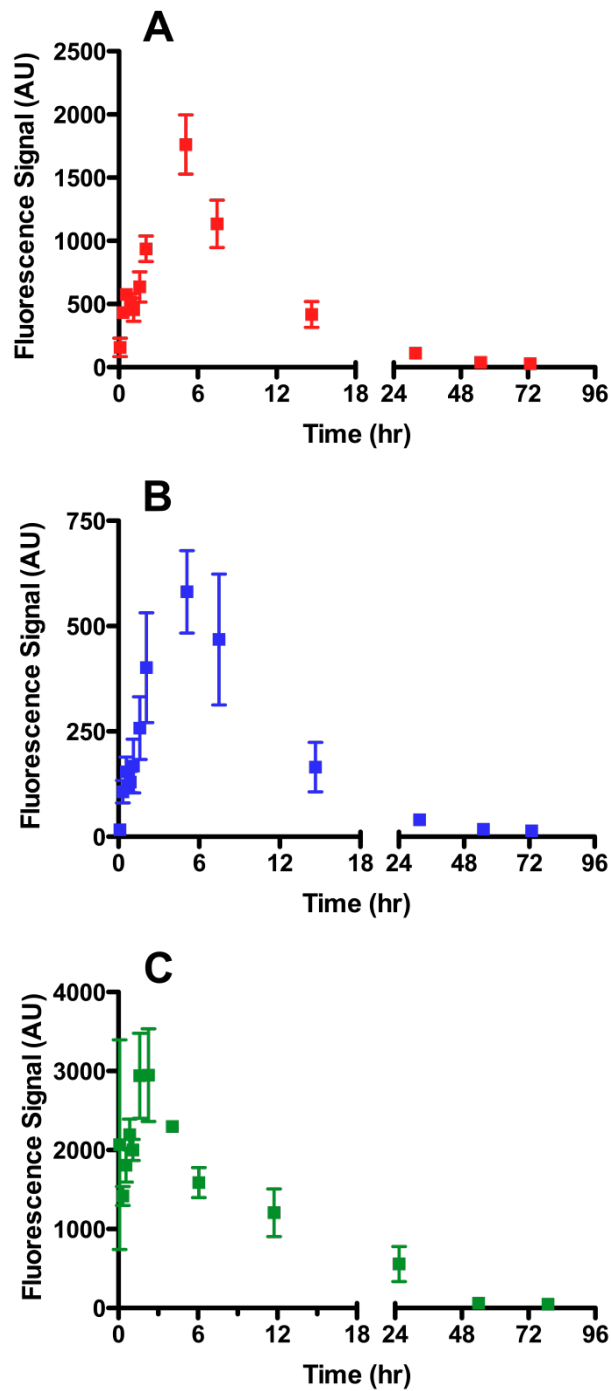 A
Fluorescence Signal (AU)
2500
2000
1500
1000
500
0
0 6 12 18 24 48 72 96
Time (hr)
B
Fluorescence Signal (AU)
750
500
250
0
0 6 12 18 24 48 72 96
Time (hr)
C
Fluorescence Signal (AU)
4000
3000
2000
1000
0
0 6 12 18 24 48 72 96
Time (hr)